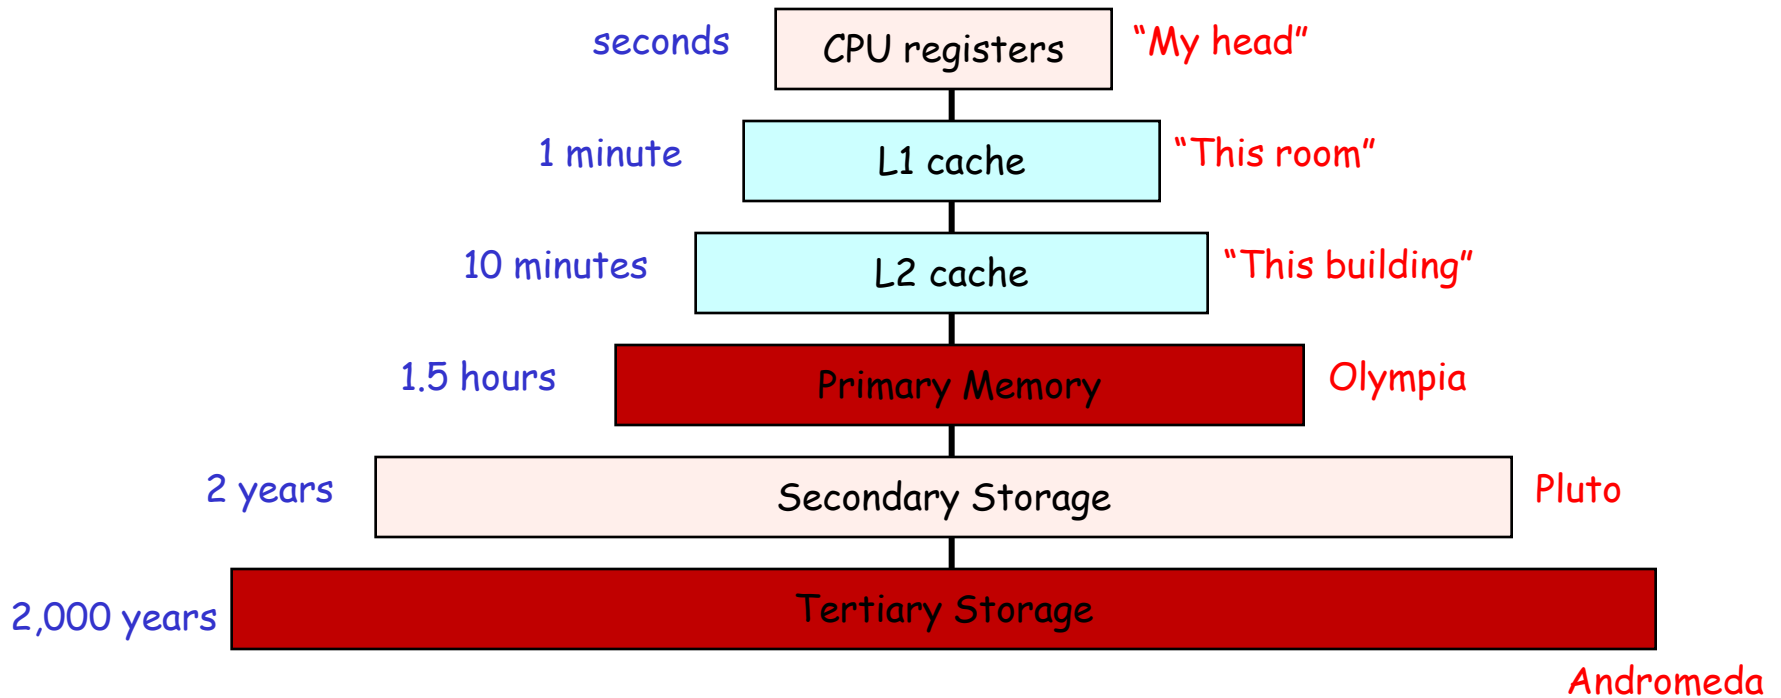 seconds CPU registers “My head”
1 minute L1 cache “This room”
10 minutes L2 cache “This building”
1.5 hours Primary Memory Olympia
2 years Secondary Storage Pluto
2,000 years Tertiary Storage
Andromeda